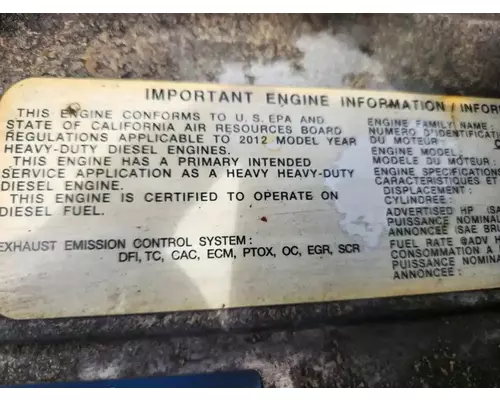 IMPORTANT ENGINE INFORMATION / INFOR
THIS ENGINE CONFORMS TO U.S. EPA AND
STATE OF CALIFORNIA AIR RESOURCES BOARD
REGULATIONS APPLICABLE TO 2012 MODEL YEAR
HEAVY-DUTY DIESEL ENGINES.
THIS ENGINE HAS A PRIMARY INTENDED
SERVICE APPLICATION AS A HEAVY HEAVY-DUTY
DIESEL ENGINE.
THIS ENGINE IS CERTIFIED TO OPERATE ON
DIESEL FUEL.
EXHAUST EMISSION CONTROL SYSTEM :
DFI, TC, CAC, ECM, PTOX, OC, EGR, SCR
ENGINE FAMILY NAME
NUMERO D'IDENTIFICAT
DU MOTEUR :
ENGINE MODEL :
MODELE DU MOTEUR :
ENGINE SPECIFICATIONS
CARACTERISTIQUES ET
DISPLACEMENT :
CYLINDREE :
ADVERTISED HP (SA
PUISSANCE NOMINA
ANNONCEE (SAE BRU
FUEL RATE @ADV H
CONSOMMATION A
PUISSANCE NOMINA
ANNONCEE :